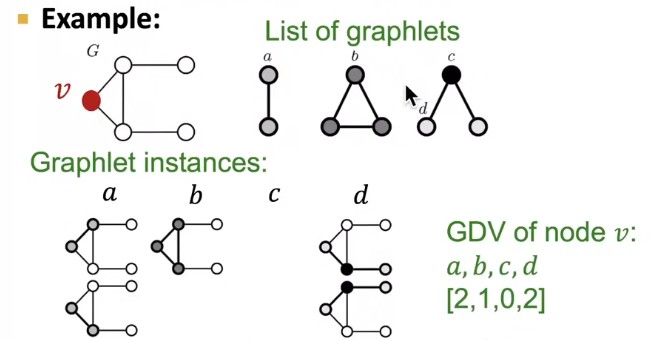 Example:
List of graphlets
G
a
b
c
v
d
Graphlet instances:
a b c d
GDV of node v:
a, b, c, d
[2,1,0,2]